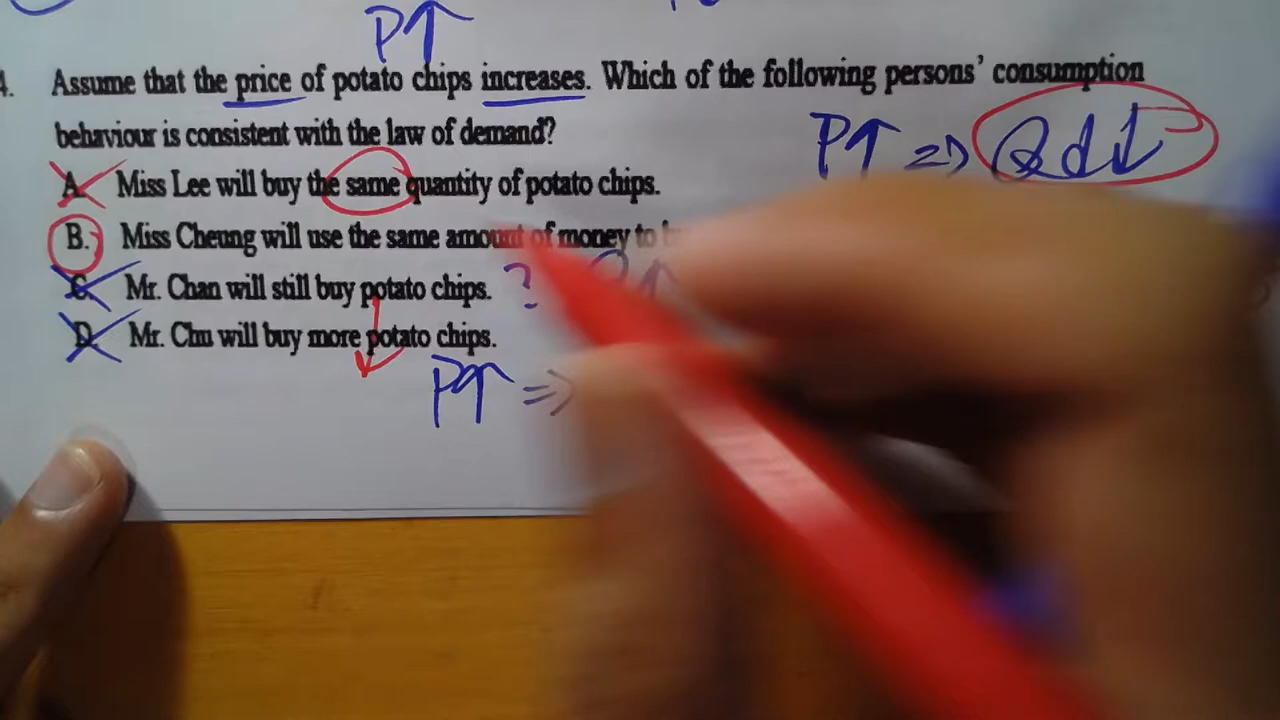 P↑
4. Assume that the price of potato chips increases. Which of the following persons' consumption
behaviour is consistent with the law of demand?
P↑ => Qd↓
A. Miss Lee will buy the same quantity of potato chips.
B. Miss Cheung will use the same amount of money to
C. Mr. Chan will still buy potato chips. ?
D. Mr. Chu will buy more potato chips.
P↑ =>